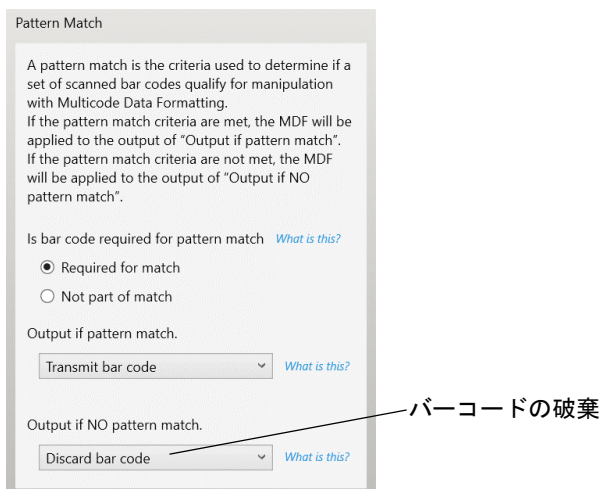 Pattern Match
A pattern match is the criteria used to determine if a
set of scanned bar codes qualify for manipulation
with Multicode Data Formatting.
If the pattern match criteria are met, the MDF will be
applied to the output of “Output if pattern match”.
If the pattern match criteria are not met, the MDF
will be applied to the output of “Output if NO
pattern match”.
Is bar code required for pattern match What is this?
Required for match
Not part of match
Output if pattern match.
Transmit bar code What is this?
Output if NO pattern match.
バーコードの破棄
Discard bar code What is this?